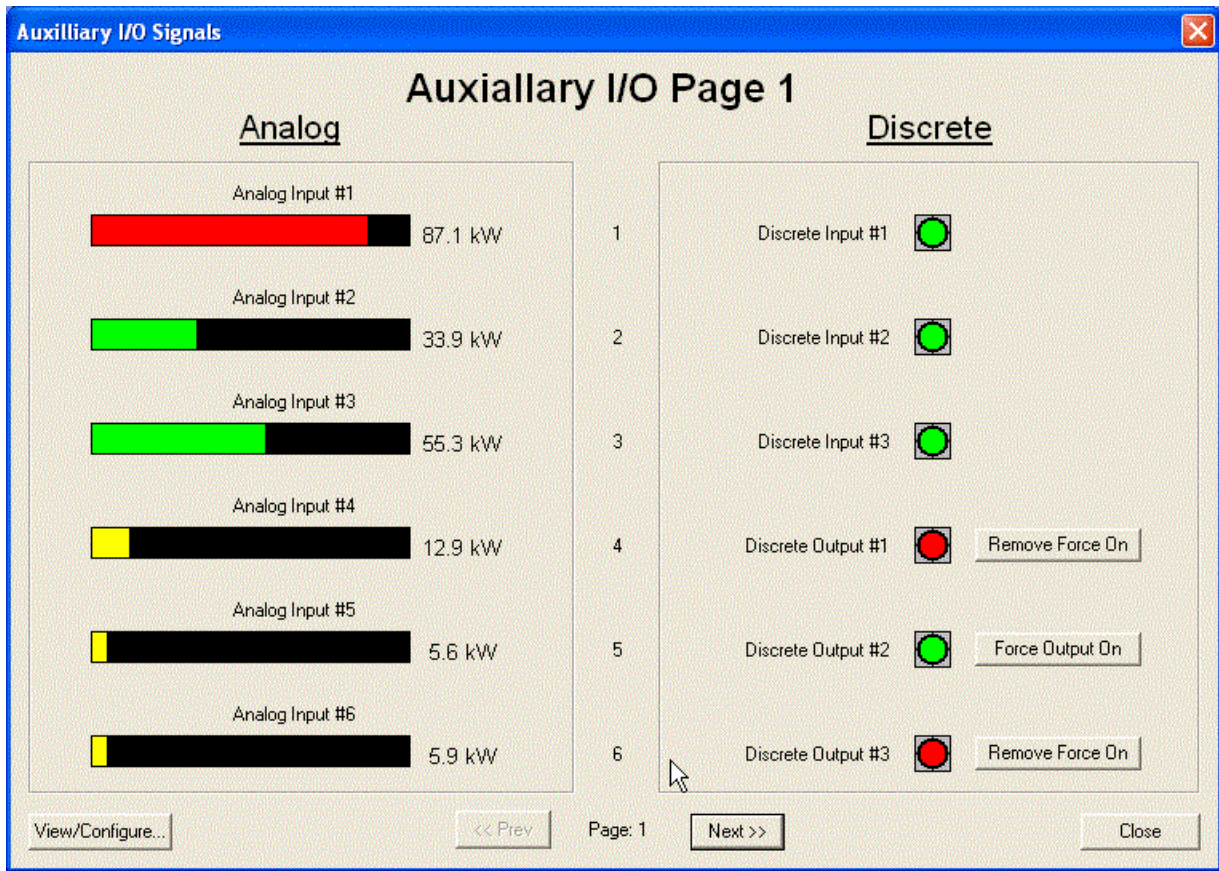 Auxilliary I/O Signals
Auxiallary I/O Page 1
Analog
Discrete
Analog Input #1
87.1 kW
1
Discrete Input #1
Analog Input #2
33.9 kW
2
Discrete Input #2
Analog Input #3
55.3 kW
3
Discrete Input #3
Analog Input #4
12.9 kW
4
Discrete Output #1
Remove Force On
Analog Input #5
5.6 kW
5
Discrete Output #2
Force Output On
Analog Input #6
5.9 kW
6
Discrete Output #3
Remove Force On
View/Configure...
<< Prev
Page: 1
Next >>
Close